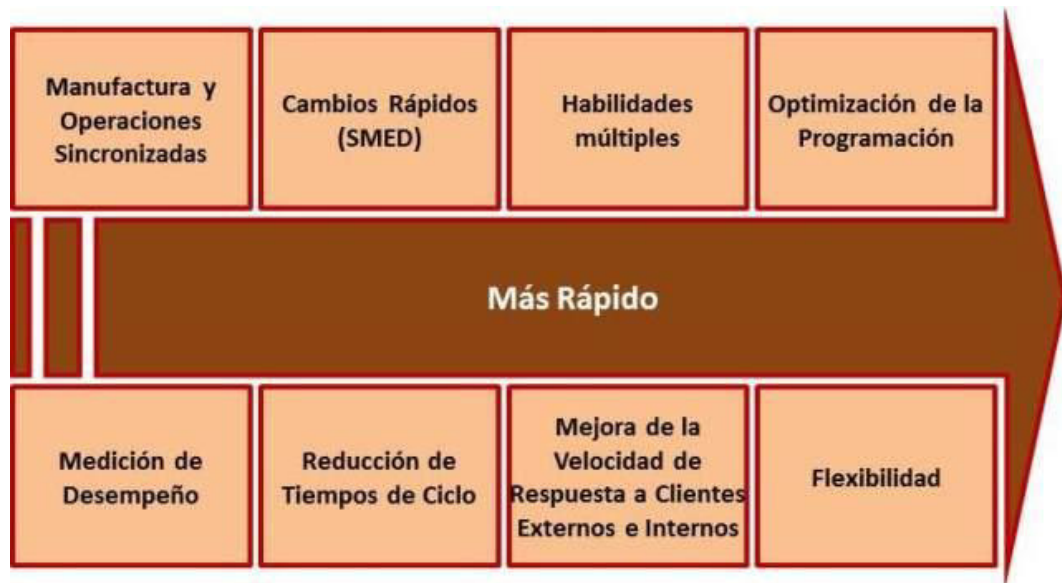 Manufactura y
Operaciones
Sincronizadas
Cambios Rápidos
(SMED)
Habilidades
múltiples
Optimización de la
Programación
Más Rápido
Medición de
Desempeño
Reducción de
Tiempos de Ciclo
Mejora de la
Velocidad de
Respuesta a Clientes
Externos e Internos
Flexibilidad